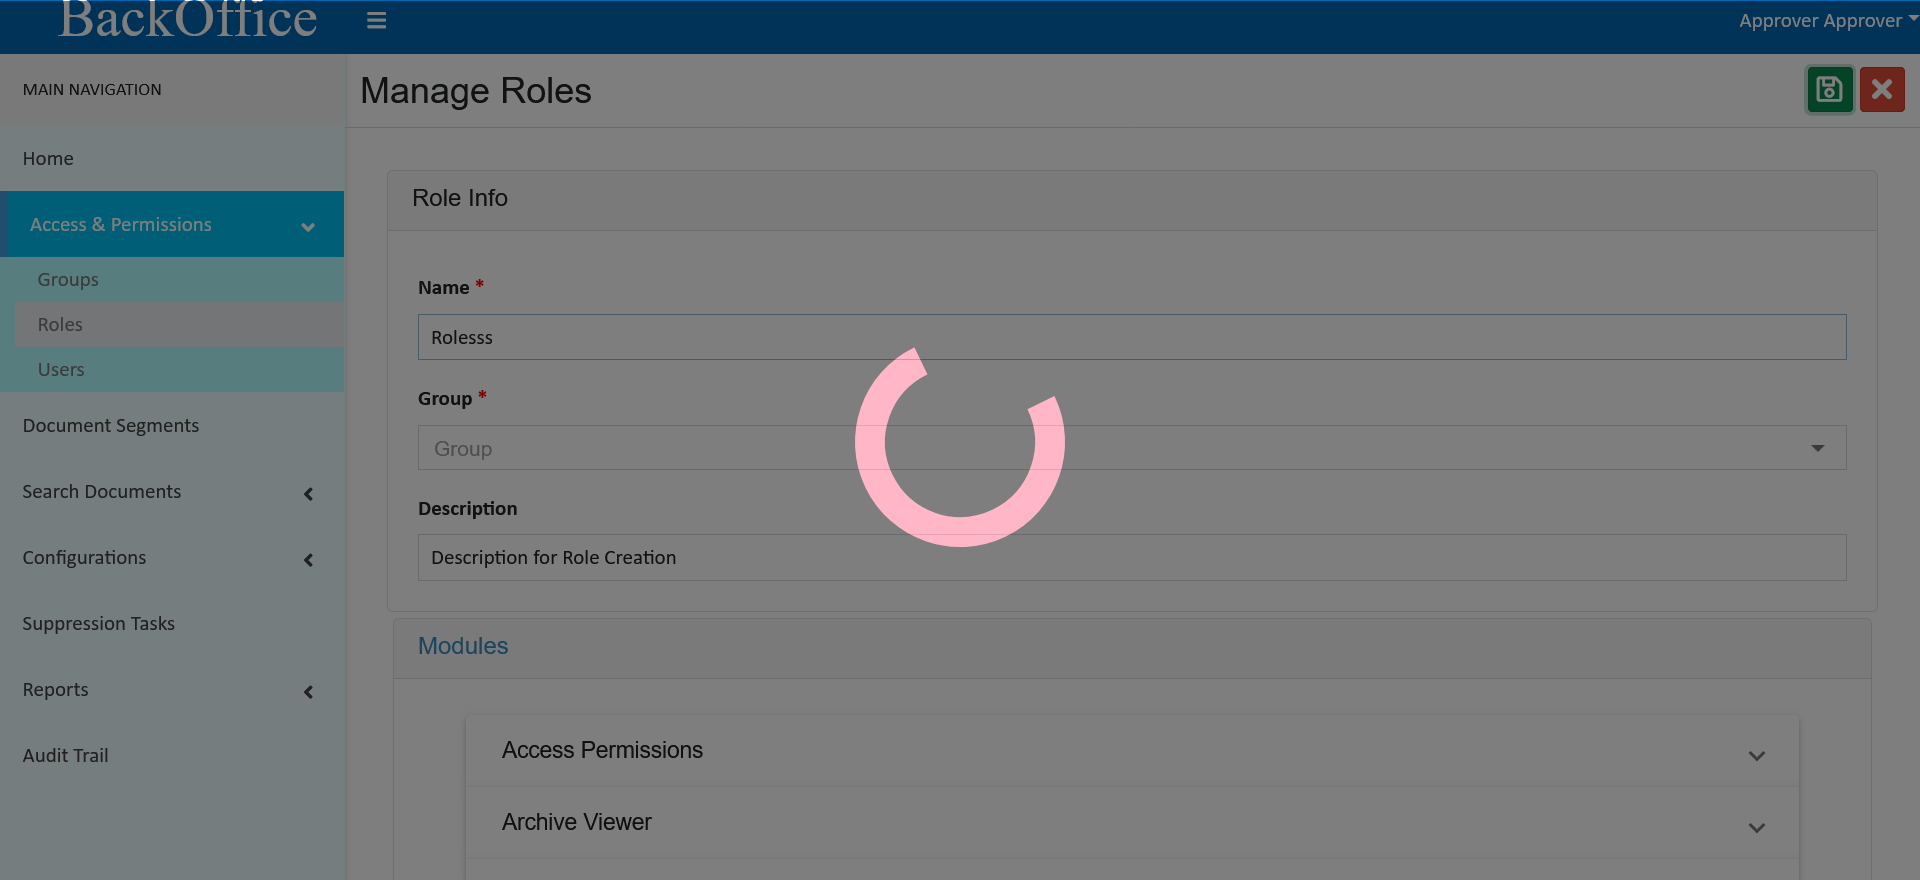 BackOffice
Approver Approver
MAIN NAVIGATION
Manage Roles
Home
Access & Permissions
Groups
Roles
Users
Document Segments
Search Documents
Configurations
Suppression Tasks
Reports
Audit Trail
Role Info
Name *
Rolesss
Group *
Group
Description
Description for Role Creation
Modules
Access Permissions
Archive Viewer